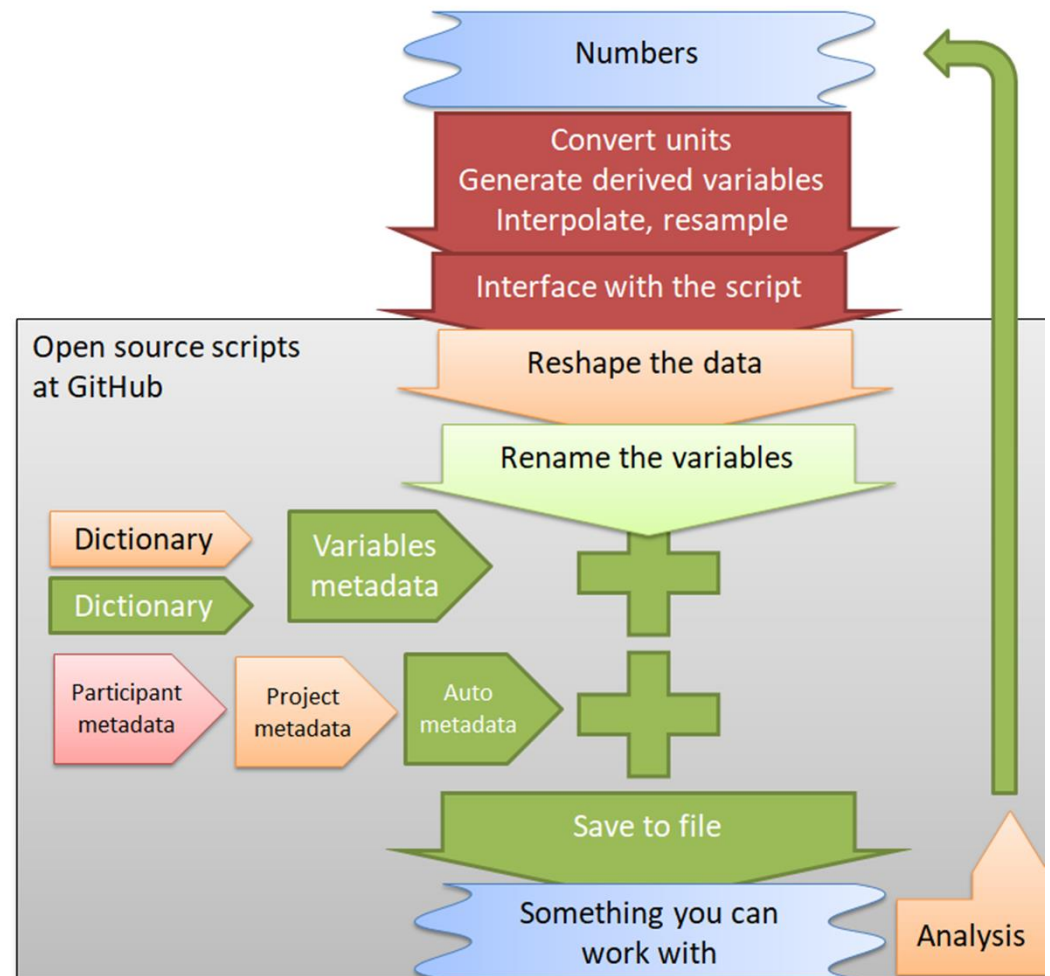 Numbers
Convert units
Generate derived variables
Interpolate, resample
Interface with the script
Open source scripts
at GitHub
Reshape the data
Rename the variables
Dictionary
Dictionary
Variables
metadata
Participant
metadata
Project
metadata
Auto
metadata
Save to file
Something you can
work with
Analysis